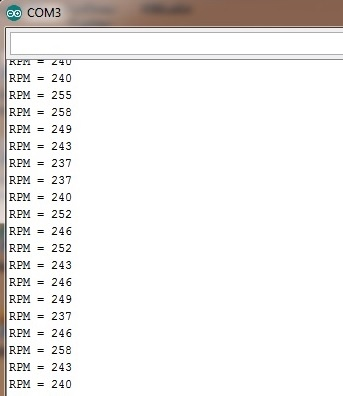 COM3
RPM = 240
RPM = 240
RPM = 255
RPM = 258
RPM = 249
RPM = 243
RPM = 237
RPM = 237
RPM = 240
RPM = 252
RPM = 246
RPM = 252
RPM = 243
RPM = 246
RPM = 249
RPM = 237
RPM = 246
RPM = 258
RPM = 243
RPM = 240